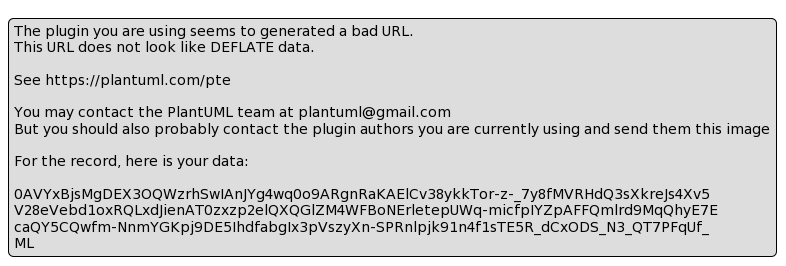 The plugin you are using seems to generated a bad URL.
This URL does not look like DEFLATE data.
See https://plantuml.com/pte
You may contact the PlantUML team at plantuml@gmail.com
But you should also probably contact the plugin authors you are currently using and send them this image
For the record, here is your data:
0AVYxBjsMgDEX3OQWzrhSwIAnJYg4wq0o9ARgnRaKAElCv38ykkTor-z-_7y8fMVRHdQ3sXkreJs4Xv5
V28eVebd1oxRQLxdJienAT0zxzp2elQXQGlZM4WFBoNErletepUWq-micfpIYZpAFFQmlrd9MqQhyE7E
caQY5CQwfm-NnmYGKpj9DE5IhdfabgIx3pVszyXn-SPRnlpjk91n4f1sTE5R_dCxODS_N3_QT7PFqUf_
ML